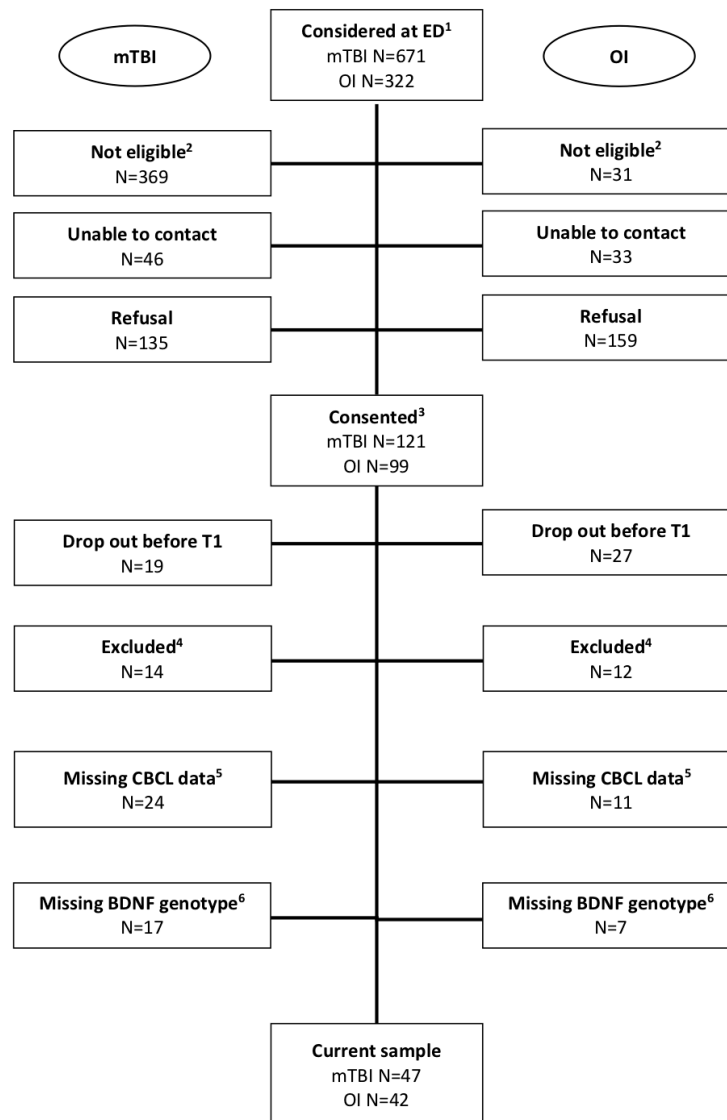 mTBI
Considered at ED¹
mTBI N=671
OI N=322
OI
Not eligible²
N=369
Not eligible²
N=31
Unable to contact
N=46
Unable to contact
N=33
Refusal
N=135
Refusal
N=159
Consented³
mTBI N=121
OI N=99
Drop out before T1
N=19
Drop out before T1
N=27
Excluded⁴
N=14
Excluded⁴
N=12
Missing CBCL data⁵
N=24
Missing CBCL data⁵
N=11
Missing BDNF genotype⁶
N=17
Missing BDNF genotype⁶
N=7
Current sample
mTBI N=47
OI N=42